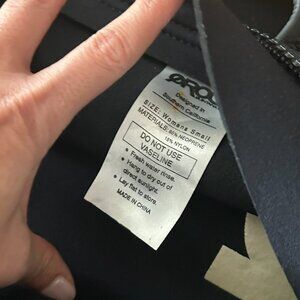 Designed in
Southern California
SIZE: Womens Small
MATERIALS: 85% NEOPRENE
15% NYLON
DO NOT USE
VASELINE
• Fresh water rinse.
• Hang to dry out of
direct sunlight.
• Lay flat to store.
MADE IN CHINA